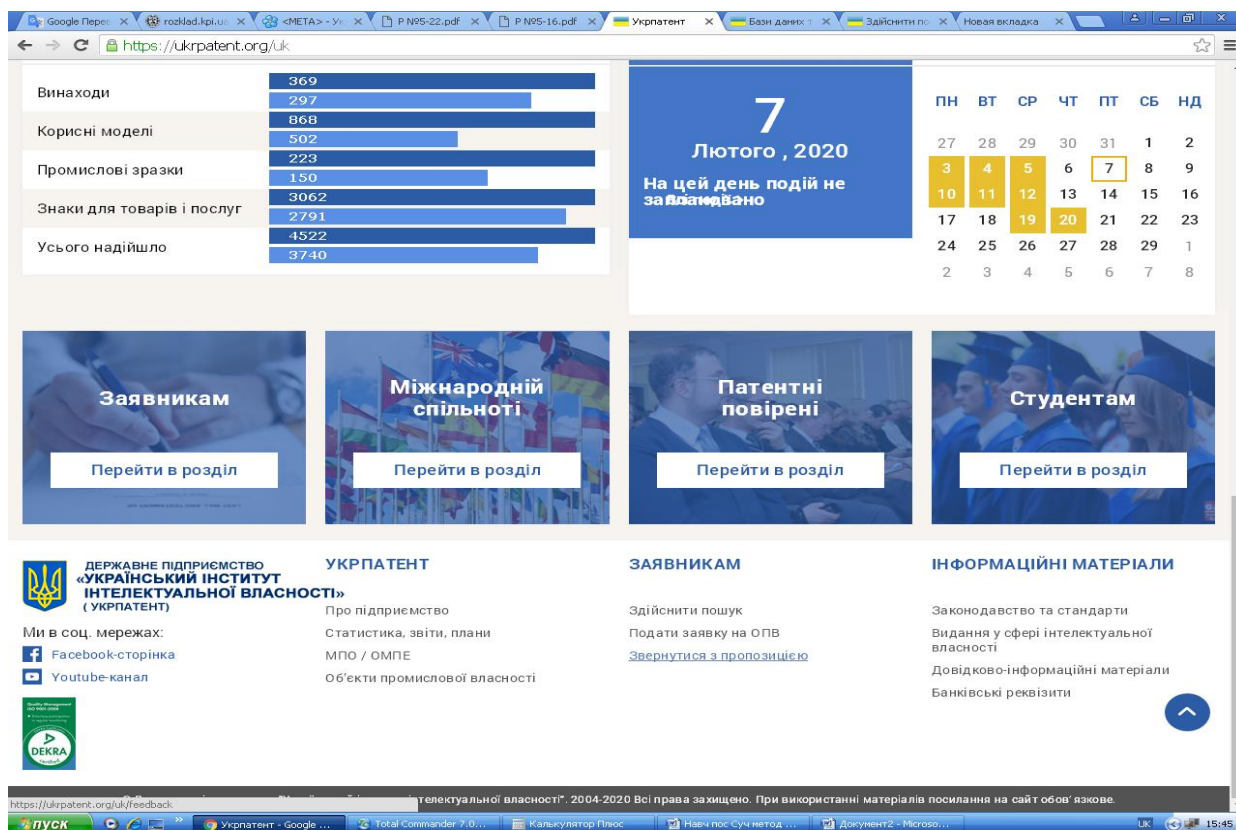 Google Перев
rozklad.kpi.ua
<META> - Ук
P №5-22.pdf
P №5-16.pdf
Укрпатент
Бази даних т
Здійснити по
Новая вкладка
https://ukrpatent.org/uk
Винаходи
369
297
Корисні моделі
868
502
Промислові зразки
223
150
Знаки для товарів і послуг
3062
2791
Усього надійшло
4522
3740
7
Лютого , 2020
На цей день подій не
заплановано
ПН ВТ СР ЧТ ПТ СБ НД
27 28 29 30 31 1 2
3 4 5 6 7 8 9
10 11 12 13 14 15 16
17 18 19 20 21 22 23
24 25 26 27 28 29 1
2 3 4 5 6 7 8
Заявникам
Перейти в розділ
Міжнародній
спільноті
Перейти в розділ
Патентні
повірені
Перейти в розділ
Студентам
Перейти в розділ
ДЕРЖАВНЕ ПІДПРИЄМСТВО
«УКРАЇНСЬКИЙ ІНСТИТУТ
ІНТЕЛЕКТУАЛЬНОЇ ВЛАСНОСТІ»
( УКРПАТЕНТ)
Ми в соц. мережах:
Facebook-сторінка
Youtube-канал
DEKRA
УКРПАТЕНТ
Про підприємство
Статистика, звіти, плани
МПО / ОМПЕ
Об'єкти промислової власності
ЗАЯВНИКАМ
Здійснити пошук
Подати заявку на ОПВ
Звернутися з пропозицією
ІНФОРМАЦІЙНІ МАТЕРІАЛИ
Законодавство та стандарти
Видання у сфері інтелектуальної
власності
Довідково-інформаційні матеріали
Банківські реквізити
https://ukrpatent.org/uk/feedback
телектуальної власності". 2004-2020 Всі права захищено. При використанні матеріалів посилання на сайт обов'язкове.
пуск
Укрпатент - Google ...
Total Commander 7.0...
Калькулятор Плюс
Навч пос Суч метод ...
Документ2 - Microso...
UK
15:45